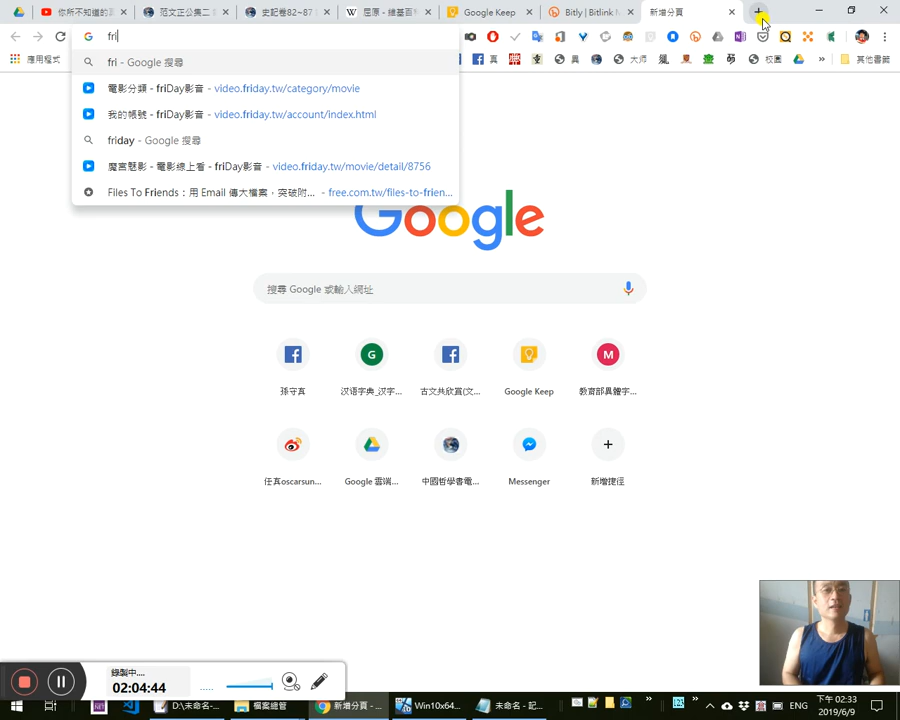 你所不知道
范文正公集二
史記卷82~87
屈原 - 維基百科
Google Keep
Bitly | Bitlink M
新增分頁
fri
應用程式
真
異
大師
萌
校園
其他書籤
fri - Google 搜尋
電影分類 - friDay影音 - video.friday.tw/category/movie
我的帳號 - friDay影音 - video.friday.tw/account/index.html
friday - Google 搜尋
魔宮魅影 - 電影線上看 - friDay影音 - video.friday.tw/movie/detail/8756
Files To Friends：用 Email 傳大檔案，突破附... - free.com.tw/files-to-frien...
Google
搜尋 Google 或輸入網址
G
M
孫守真
汉语字典_汉字...
古文共欣賞(文...
Google Keep
教育部異體字...
任真oscarsun...
Google 雲端...
中國哲學書電...
Messenger
新增捷徑
錄製中....
02:04:44
D:\未命名-...
檔案總管
新增分頁 -...
Win10x64...
未命名 - 記...
ENG
下午 02:33
2019/6/9